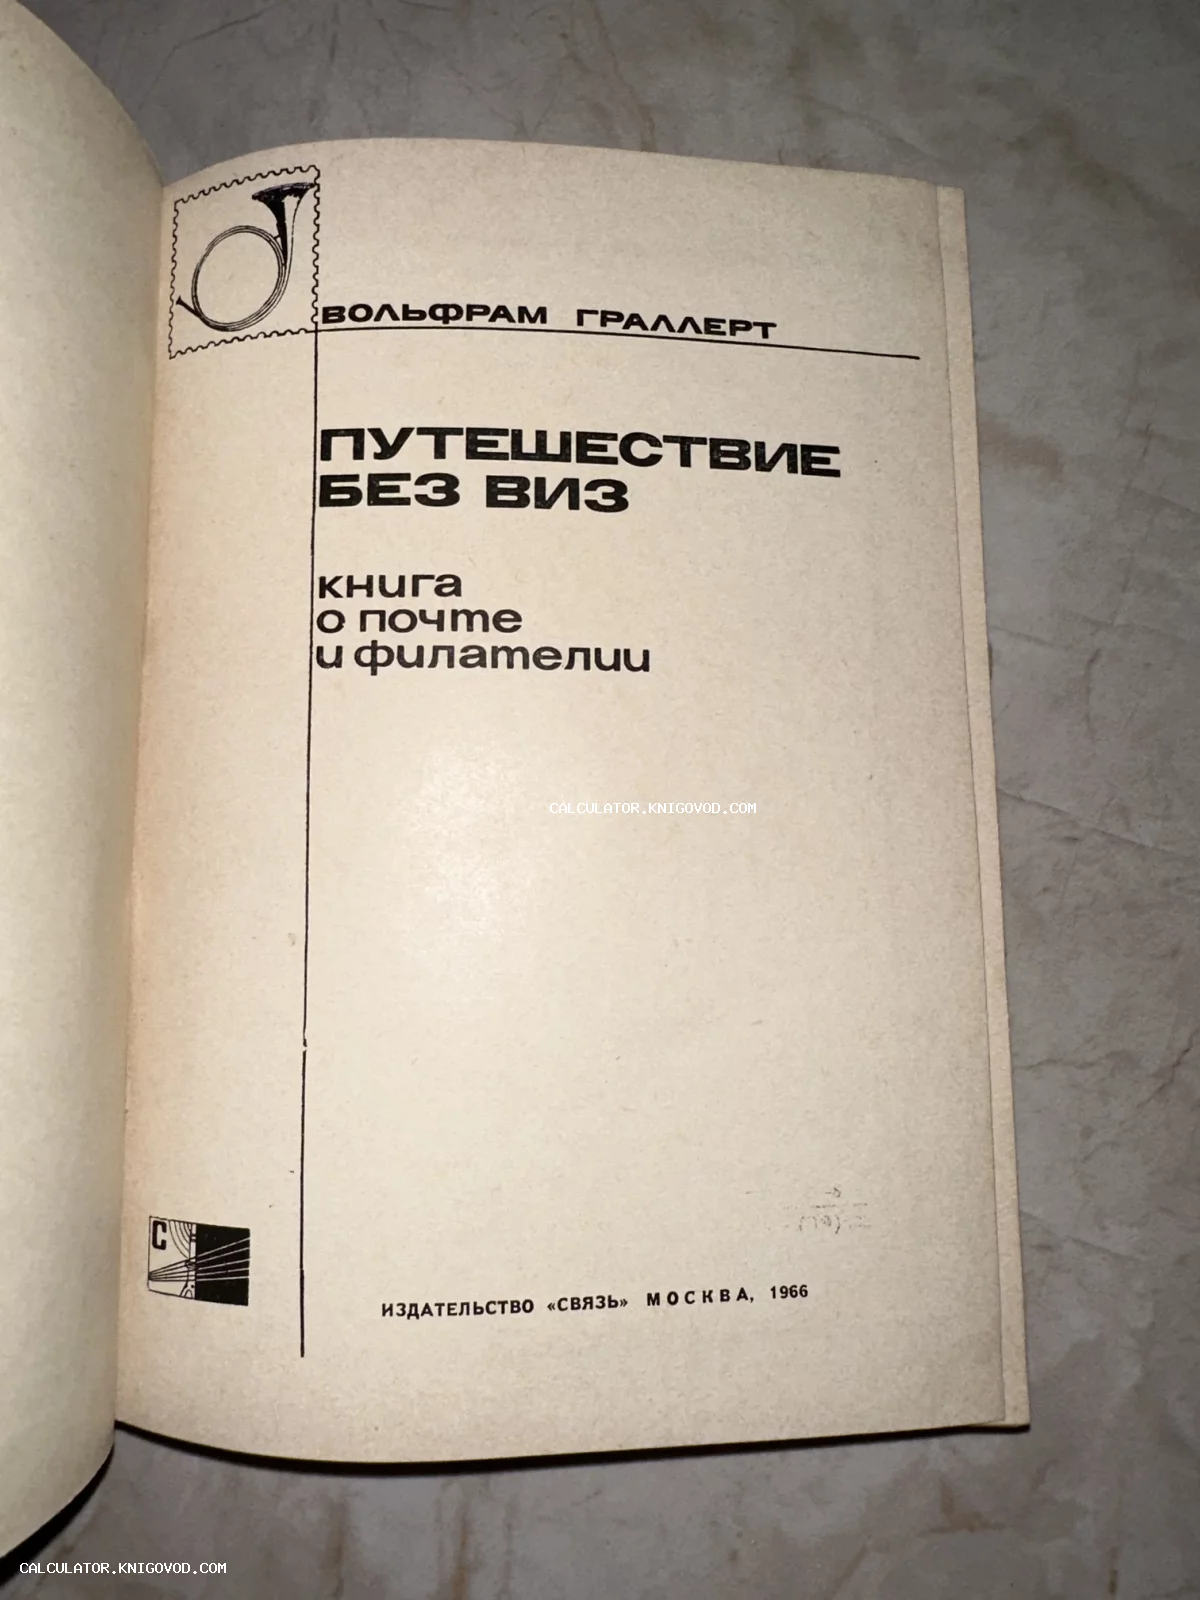 ВОЛЬФРАМ ГРАЛЛЕРТ
ПУТЕШЕСТВИЕ
БЕЗ ВИЗ
книга
о почте
и филателии
CALCULATOR.KNIGOVOD.COM
С
ИЗДАТЕЛЬСТВО «СВЯЗЬ» МОСКВА, 1966
CALCULATOR.KNIGOVOD.COM